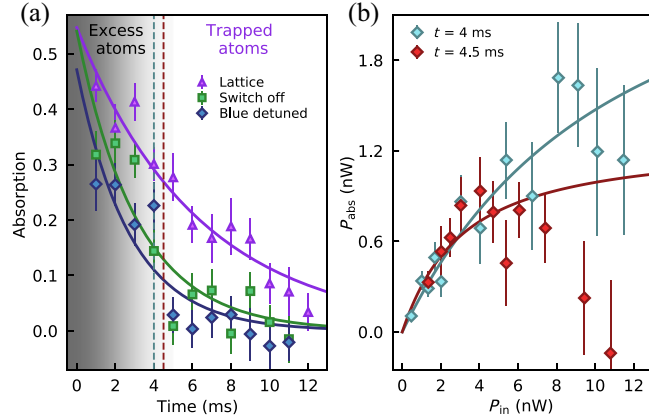 (a)
Excess
atoms
Trapped
atoms
Lattice
Switch off
Blue detuned
Absorption
0.5
0.4
0.3
0.2
0.1
0.0
0 2 4 6 8 10 12
Time (ms)
(b)
t = 4 ms
t = 4.5 ms
P_abs (nW)
1.8
1.2
0.6
0.0
0 2 4 6 8 10 12
P_in (nW)